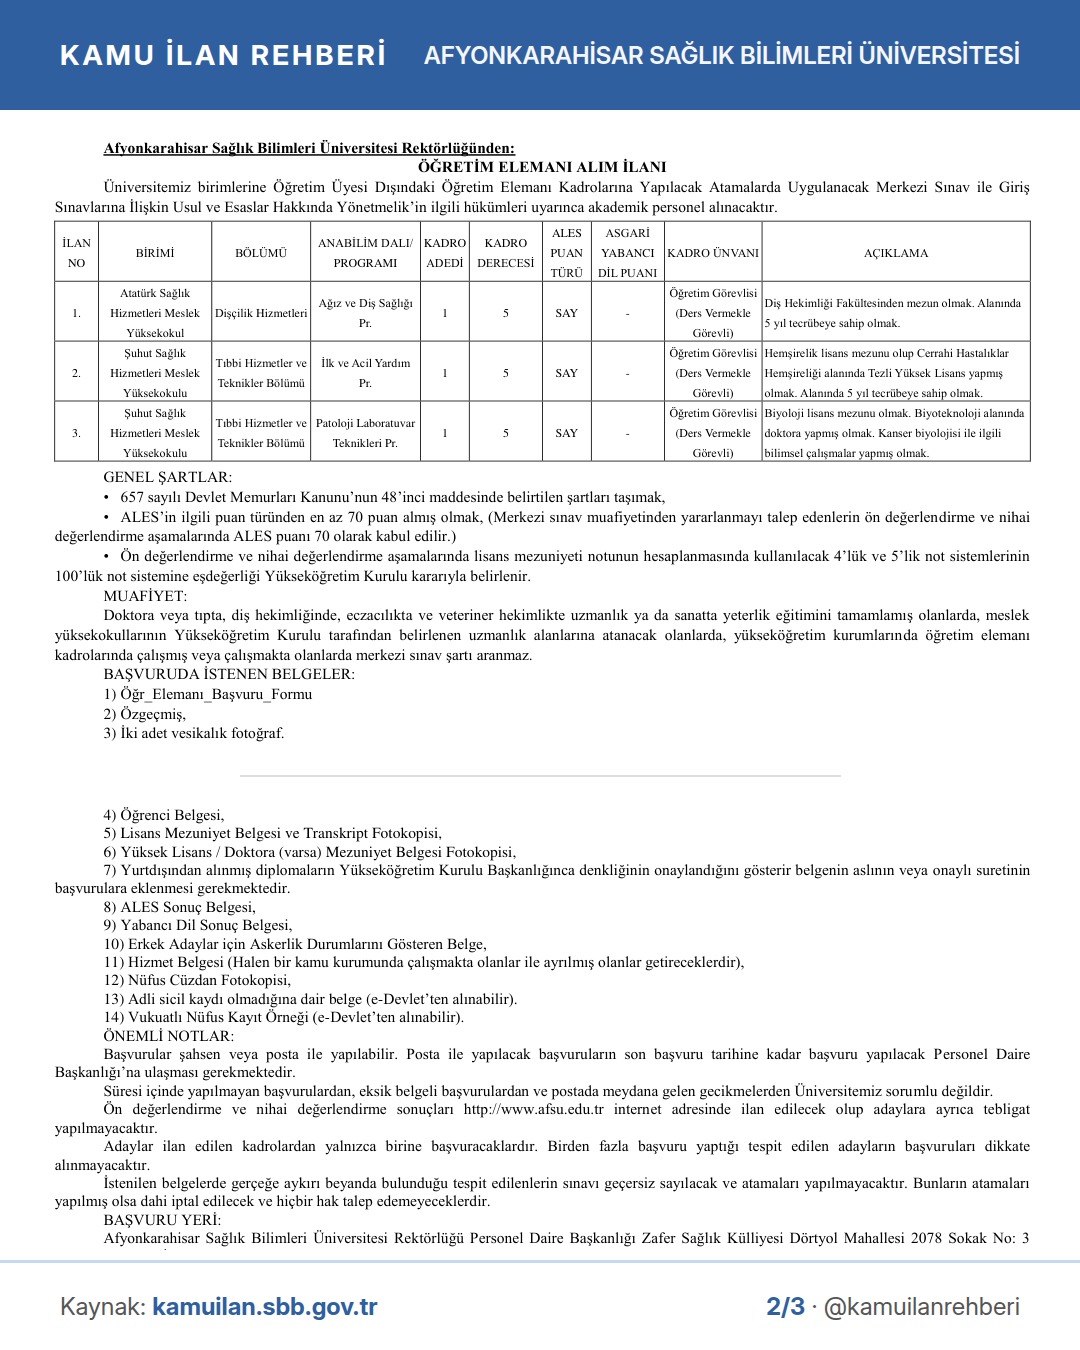 KAMU İLAN REHBERİ AFYONKARAHİSAR SAĞLIK BİLİMLERİ ÜNİVERSİTESİ
Afyonkarahisar Sağlık Bilimleri Üniversitesi Rektörlüğünden:
ÖĞRETİM ELEMANI ALIM İLANI
Üniversitemiz birimlerine Öğretim Üyesi Dışındaki Öğretim Elemanı Kadrolarına Yapılacak Atamalarda Uygulanacak Merkezi Sınav ile Giriş
Sınavlarına İlişkin Usul ve Esaslar Hakkında Yönetmelik'in ilgili hükümleri uyarınca akademik personel alınacaktır.
İLAN NO BİRİMİ BÖLÜMÜ ANABİLİM DALI/ PROGRAMI KADRO ADEDİ KADRO DERECESİ ALES PUAN TÜRÜ ASGARİ YABANCI DİL PUANI KADRO ÜNVANI AÇIKLAMA
1. Atatürk Sağlık Hizmetleri Meslek Yüksekokul Dişçilik Hizmetleri Ağız ve Diş Sağlığı Pr. 1 5 SAY - Öğretim Görevlisi (Ders Vermekle Görevli) Diş Hekimliği Fakültesinden mezun olmak. Alanında 5 yıl tecrübeye sahip olmak.
2. Şuhut Sağlık Hizmetleri Meslek Yüksekokulu Tıbbi Hizmetler ve Teknikler Bölümü İlk ve Acil Yardım Pr. 1 5 SAY - Öğretim Görevlisi (Ders Vermekle Görevli) Hemşirelik lisans mezunu olup Cerrahi Hastalıklar Hemşireliği alanında Tezli Yüksek Lisans yapmış olmak. Alanında 5 yıl tecrübeye sahip olmak.
3. Şuhut Sağlık Hizmetleri Meslek Yüksekokulu Tıbbi Hizmetler ve Teknikler Bölümü Patoloji Laboratuvar Teknikleri Pr. 1 5 SAY - Öğretim Görevlisi (Ders Vermekle Görevli) Biyoloji lisans mezunu olmak. Biyoteknoloji alanında doktora yapmış olmak. Kanser biyolojisi ile ilgili bilimsel çalışmalar yapmış olmak.
GENEL ŞARTLAR:
• 657 sayılı Devlet Memurları Kanunu'nun 48'inci maddesinde belirtilen şartları taşımak,
• ALES'in ilgili puan türünden en az 70 puan almış olmak, (Merkezi sınav muafiyetinden yararlanmayı talep edenlerin ön değerlendirme ve nihai
değerlendirme aşamalarında ALES puanı 70 olarak kabul edilir.)
• Ön değerlendirme ve nihai değerlendirme aşamalarında lisans mezuniyeti notunun hesaplanmasında kullanılacak 4'lük ve 5'lik not sistemlerinin
100'lük not sistemine eşdeğerliği Yükseköğretim Kurulu kararıyla belirlenir.
MUAFİYET:
Doktora veya tıpta, diş hekimliğinde, eczacılıkta ve veteriner hekimlikte uzmanlık ya da sanatta yeterlik eğitimini tamamlamış olanlarda, meslek
yüksekokullarının Yükseköğretim Kurulu tarafından belirlenen uzmanlık alanlarına atanacak olanlarda, yükseköğretim kurumlarında öğretim elemanı
kadrolarında çalışmış veya çalışmakta olanlarda merkezi sınav şartı aranmaz.
BAŞVURUDA İSTENEN BELGELER:
1) Öğr_Elemanı_Başvuru_Formu
2) Özgeçmiş,
3) İki adet vesikalık fotoğraf.
4) Öğrenci Belgesi,
5) Lisans Mezuniyet Belgesi ve Transkript Fotokopisi,
6) Yüksek Lisans / Doktora (varsa) Mezuniyet Belgesi Fotokopisi,
7) Yurtdışından alınmış diplomaların Yükseköğretim Kurulu Başkanlığınca denkliğinin onaylandığını gösterir belgenin aslının veya onaylı suretinin
başvurulara eklenmesi gerekmektedir.
8) ALES Sonuç Belgesi,
9) Yabancı Dil Sonuç Belgesi,
10) Erkek Adaylar için Askerlik Durumlarını Gösteren Belge,
11) Hizmet Belgesi (Halen bir kamu kurumunda çalışmakta olanlar ile ayrılmış olanlar getireceklerdir),
12) Nüfus Cüzdan Fotokopisi,
13) Adli sicil kaydı olmadığına dair belge (e-Devlet'ten alınabilir).
14) Vukuatlı Nüfus Kayıt Örneği (e-Devlet'ten alınabilir).
ÖNEMLİ NOTLAR:
Başvurular şahsen veya posta ile yapılabilir. Posta ile yapılacak başvuruların son başvuru tarihine kadar başvuru yapılacak Personel Daire
Başkanlığı'na ulaşması gerekmektedir.
Süresi içinde yapılmayan başvurulardan, eksik belgeli başvurulardan ve postada meydana gelen gecikmelerden Üniversitemiz sorumlu değildir.
Ön değerlendirme ve nihai değerlendirme sonuçları http://www.afsu.edu.tr internet adresinde ilan edilecek olup adaylara ayrıca tebligat
yapılmayacaktır.
Adaylar ilan edilen kadrolardan yalnızca birine başvuracaklardır. Birden fazla başvuru yaptığı tespit edilen adayların başvuruları dikkate
alınmayacaktır.
İstenilen belgelerde gerçeğe aykırı beyanda bulunduğu tespit edilenlerin sınavı geçersiz sayılacak ve atamaları yapılmayacaktır. Bunların atamaları
yapılmış olsa dahi iptal edilecek ve hiçbir hak talep edemeyeceklerdir.
BAŞVURU YERİ:
Afyonkarahisar Sağlık Bilimleri Üniversitesi Rektörlüğü Personel Daire Başkanlığı Zafer Sağlık Külliyesi Dörtyol Mahallesi 2078 Sokak No: 3
Kaynak: kamuilan.sbb.gov.tr 2/3 · @kamuilanrehberi